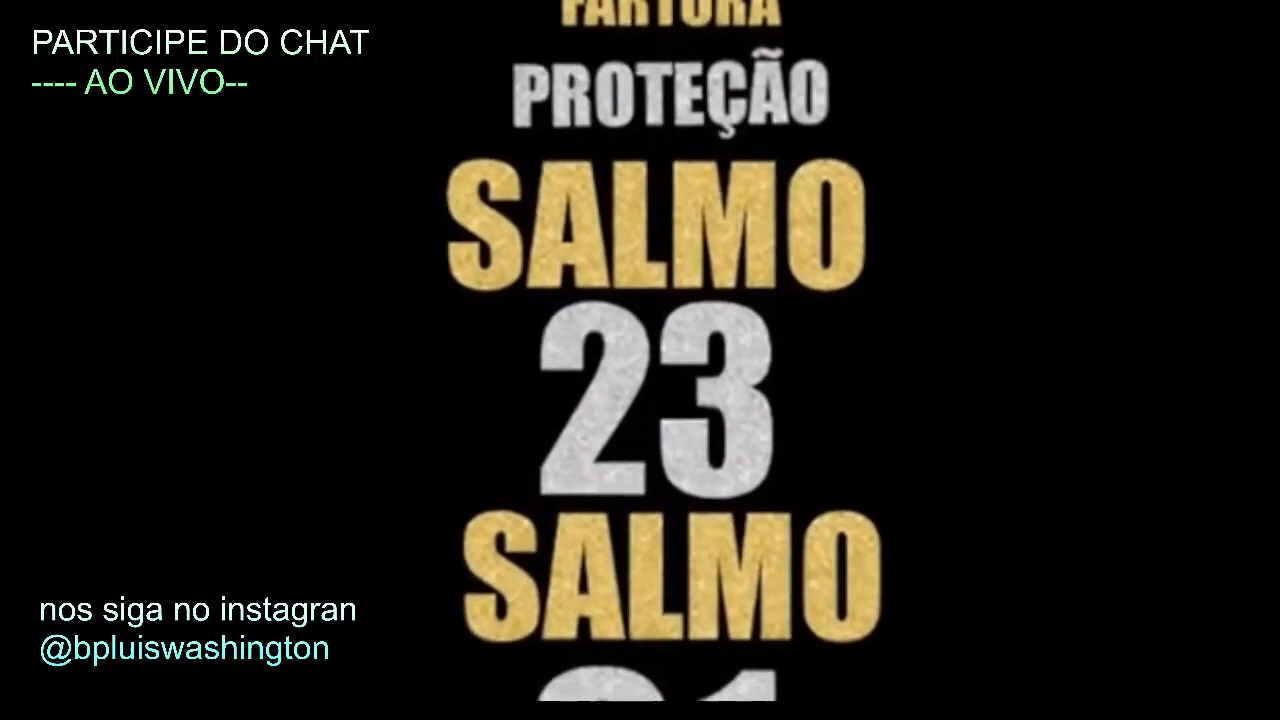 PARTICIPE DO CHAT
---- AO VIVO--
FARTURA
PROTEÇÃO
SALMO
23
SALMO
nos siga no instagran
@bpluiswashington